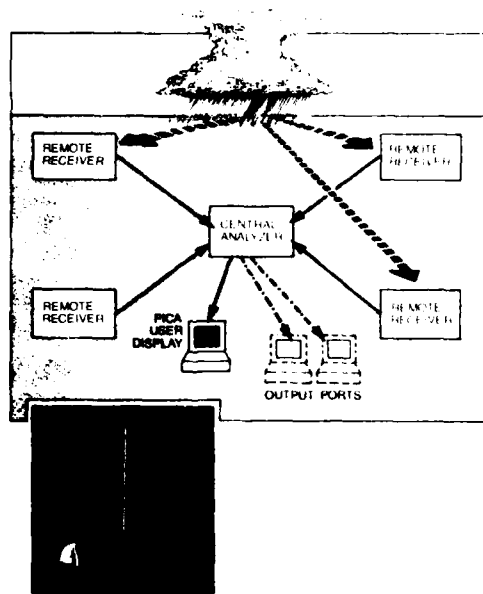 REMOTE
RECEIVER
REMOTE
RECEIVER
CENTRAL
ANALYZER
REMOTE
RECEIVER
PICA
USER
DISPLAY
REMOTE
RECEIVER
OUTPUT PORTS